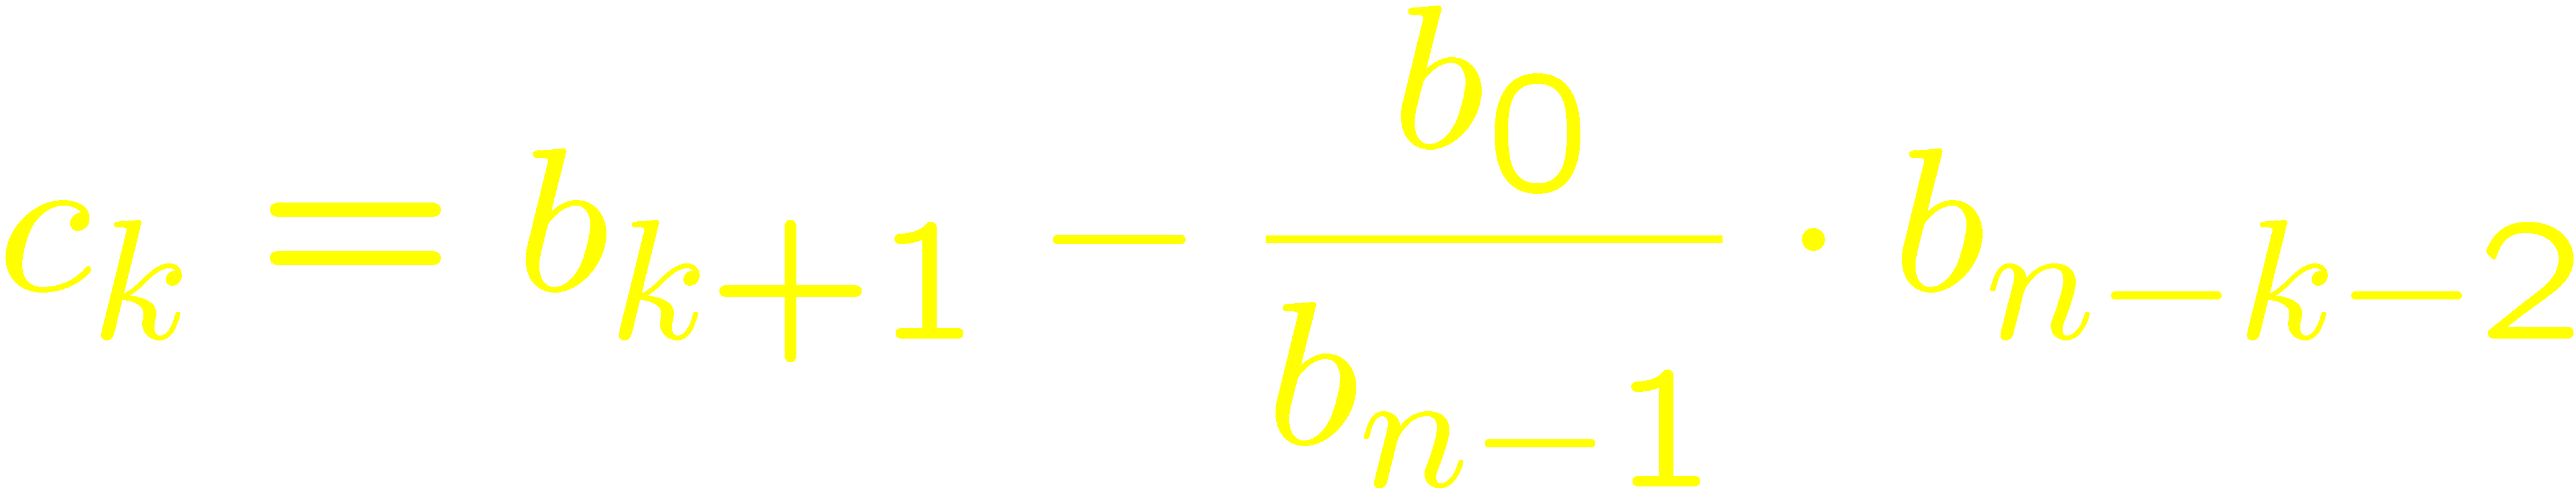 c_k = b_{k+1} - \frac{b_0}{b_{n-1}} \cdot b_{n-k-2}